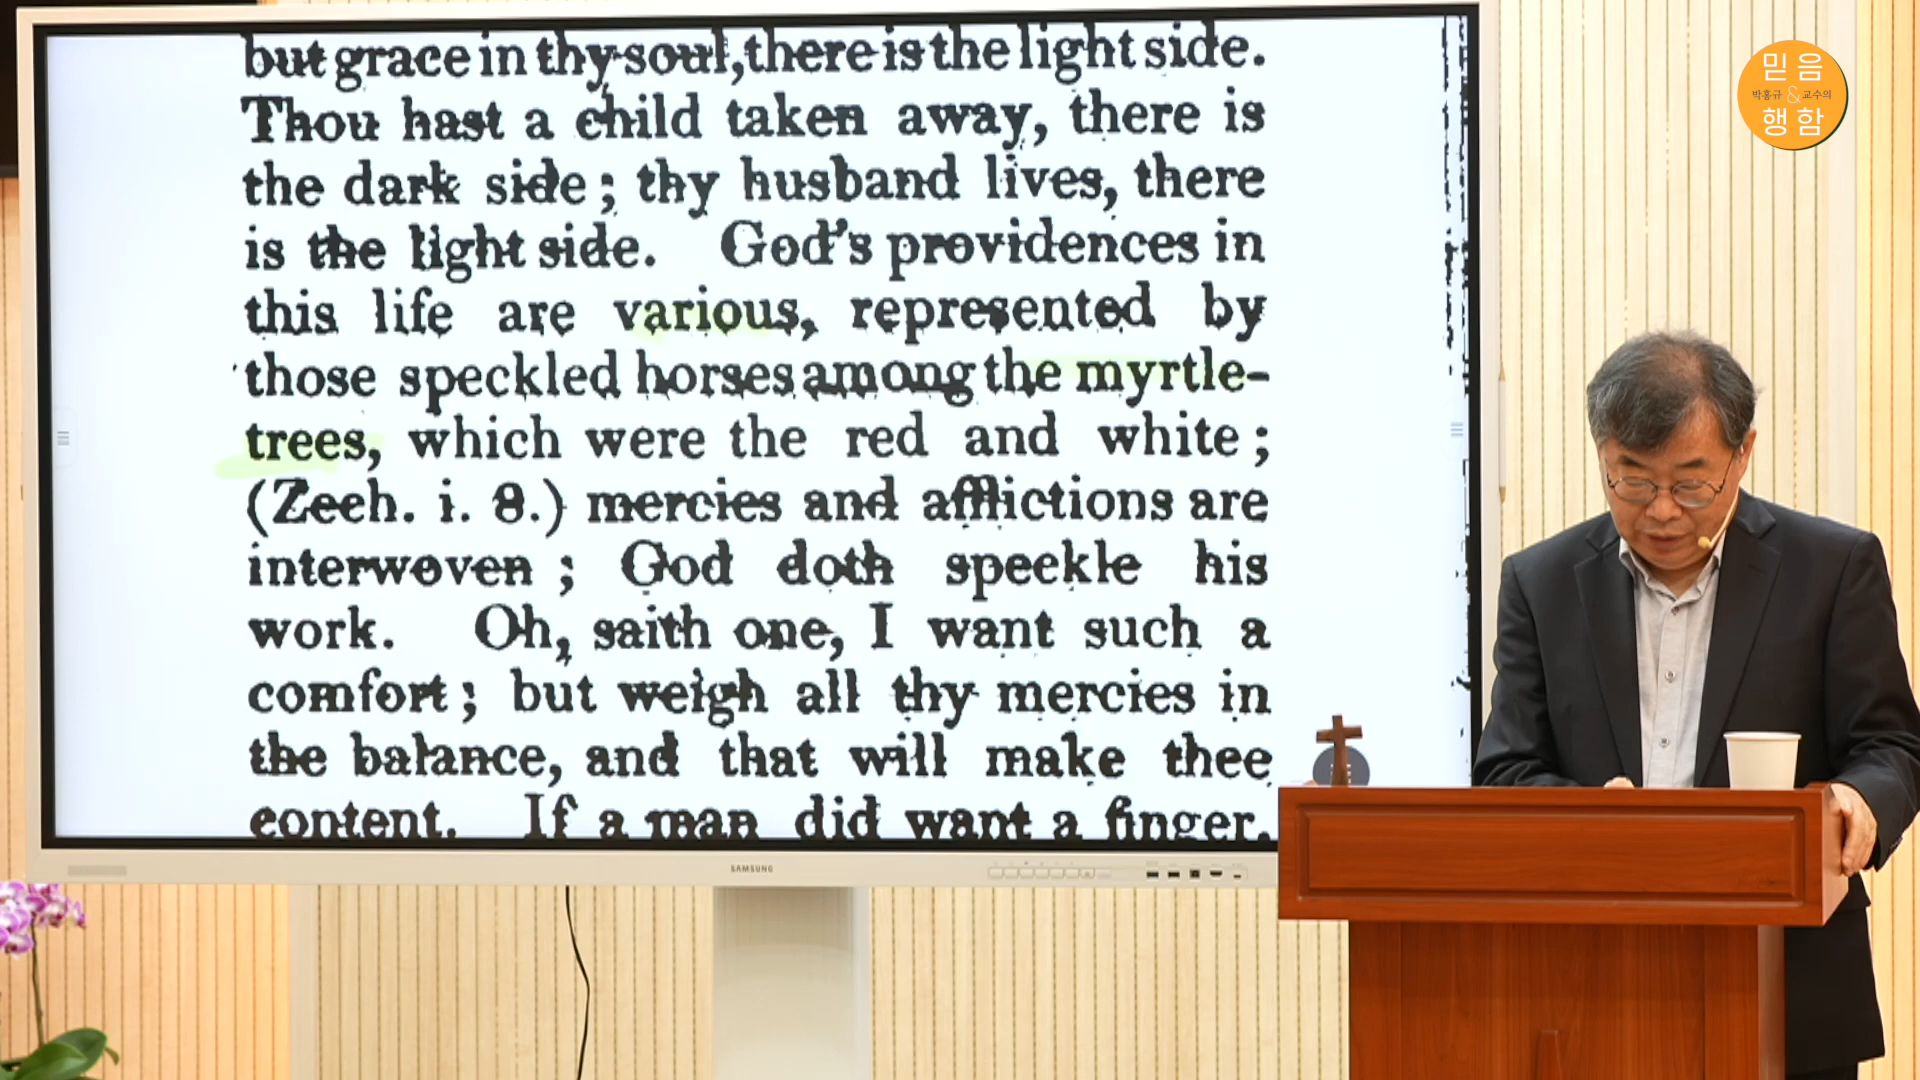 but grace in thy soul, there is the light side.
Thou hast a child taken away, there is
the dark side ; thy husband lives, there
is the light side. God's providences in
this life are various, represented by
those speckled horses among the myrtle-
trees, which were the red and white ;
(Zech. i. 8.) mercies and afflictions are
interwoven ; God doth speckle his
work. Oh, saith one, I want such a
comfort ; but weigh all thy mercies in
the balance, and that will make thee
content. If a man did want a finger,
SAMSUNG
믿음
박홍규 & 교수의
행함